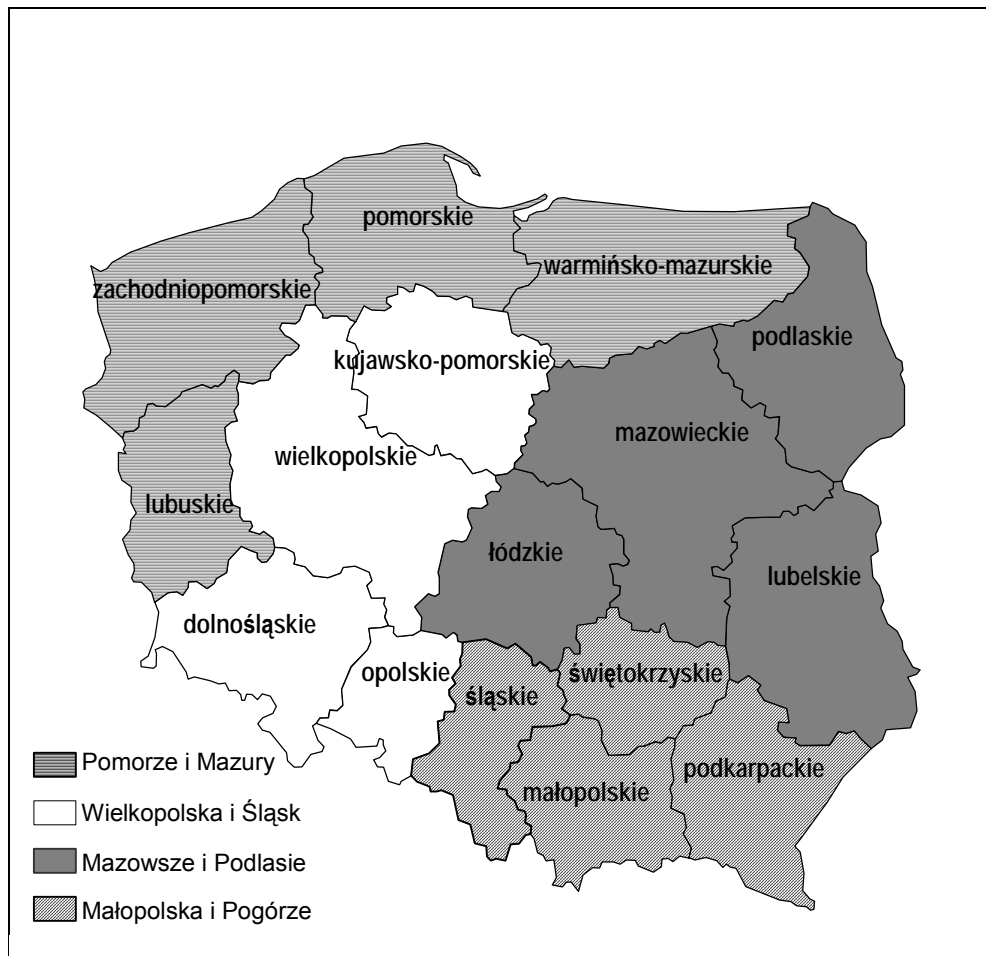 pomorskie
warmińsko-mazurskie
zachodniopomorskie
podlaskie
kujawsko-pomorskie
mazowieckie
wielkopolskie
lubuskie
łódzkie
lubelskie
dolnośląskie
opolskie
śląskie
świętokrzyskie
małopolskie
podkarpackie
Pomorze i Mazury
Wielkopolska i Śląsk
Mazowsze i Podlasie
Małopolska i Pogórze